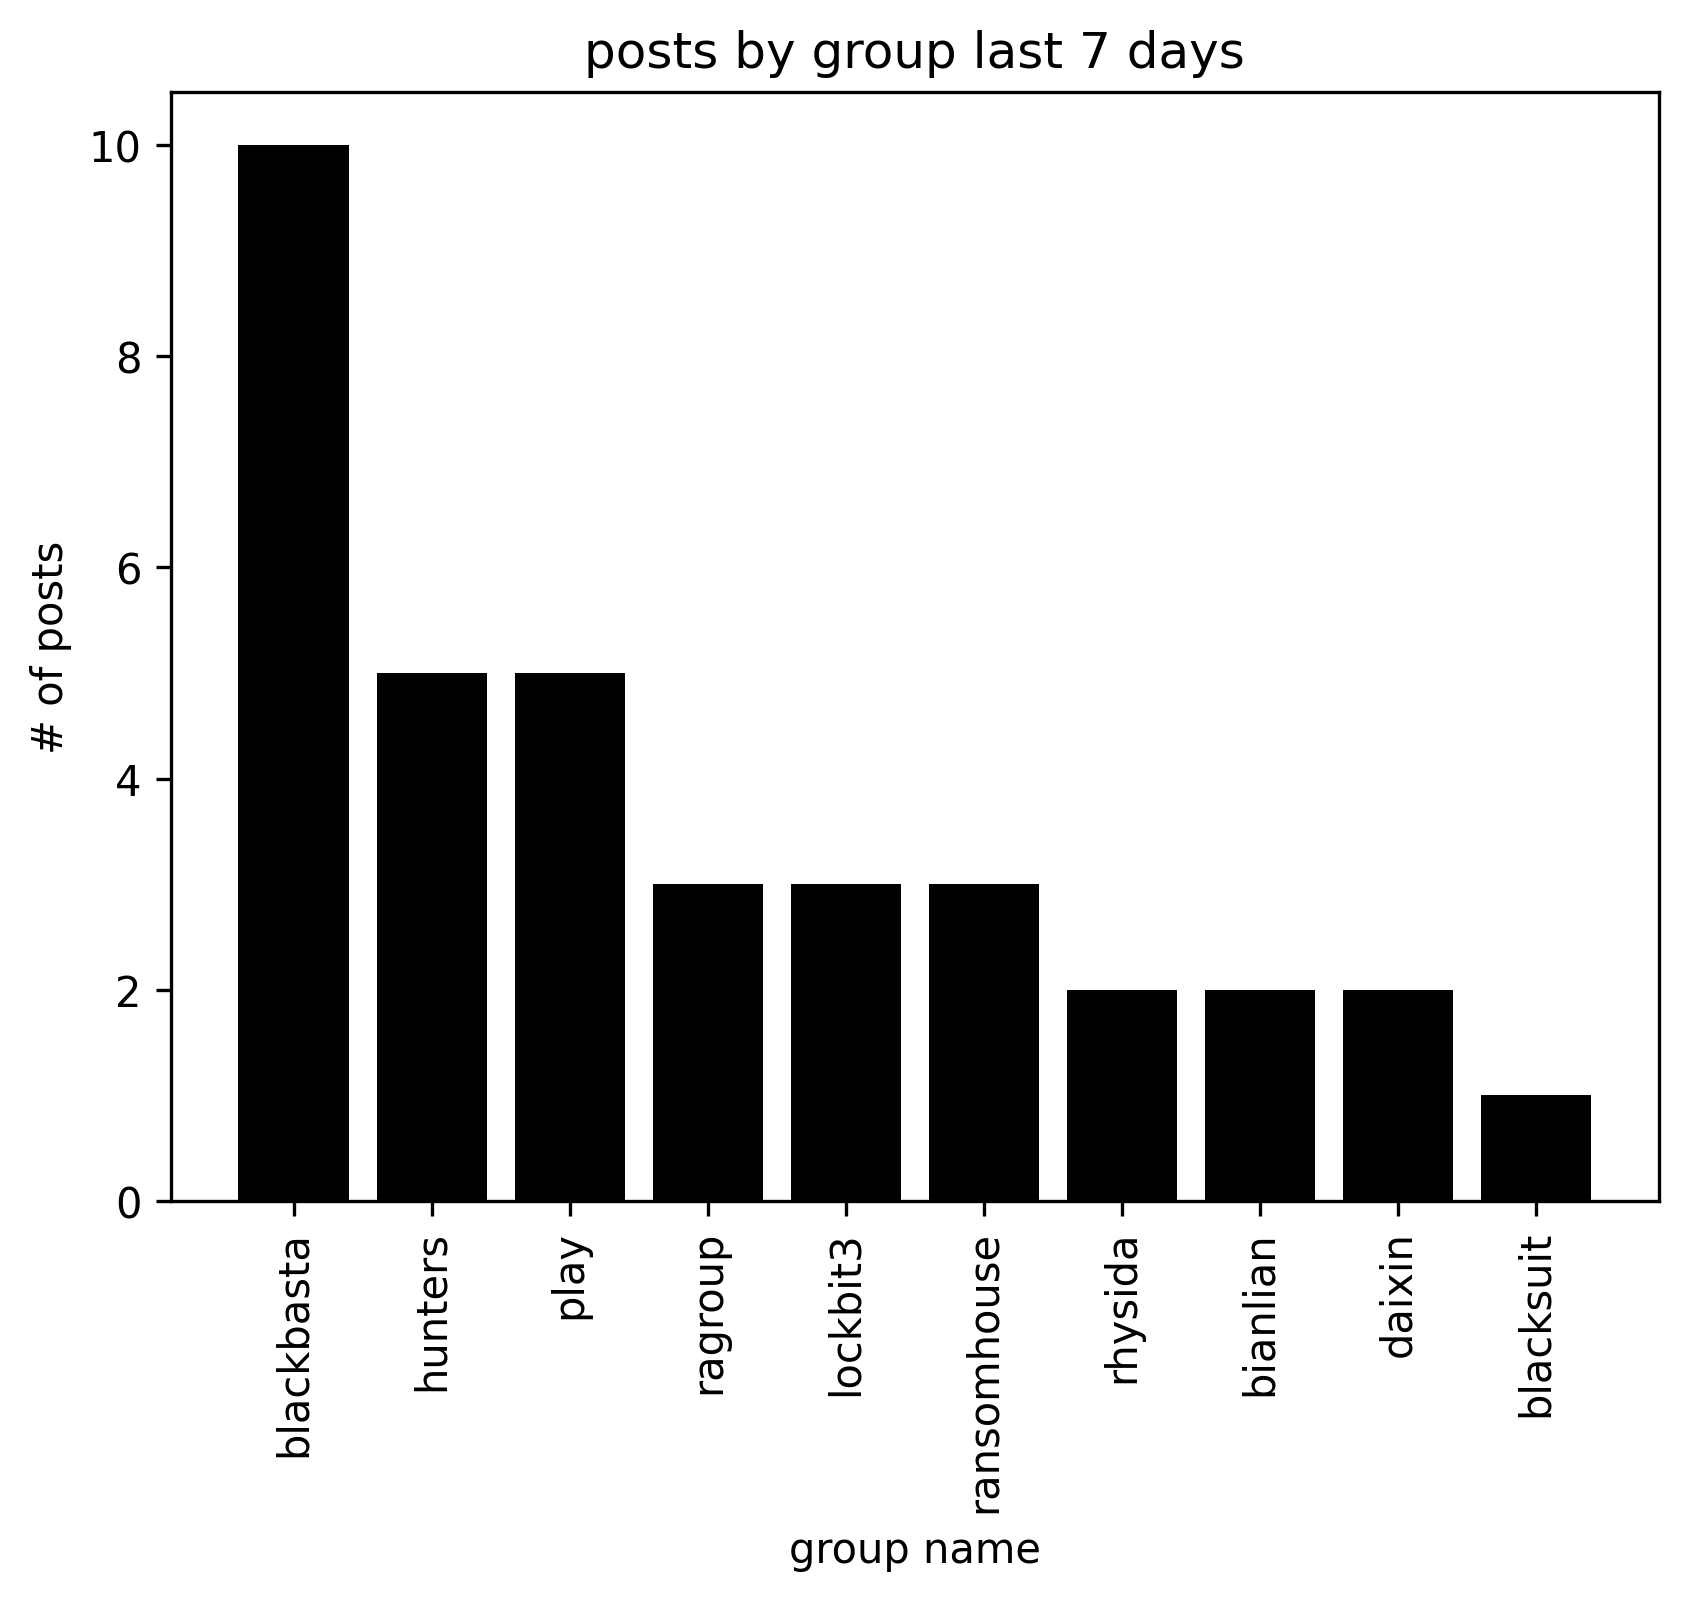 posts by group last 7 days
10
8
6
4
2
0
# of posts
blackbasta
hunters
play
ragroup
lockbit3
ransomhouse
rhysida
bianlian
daixin
blacksuit
group name